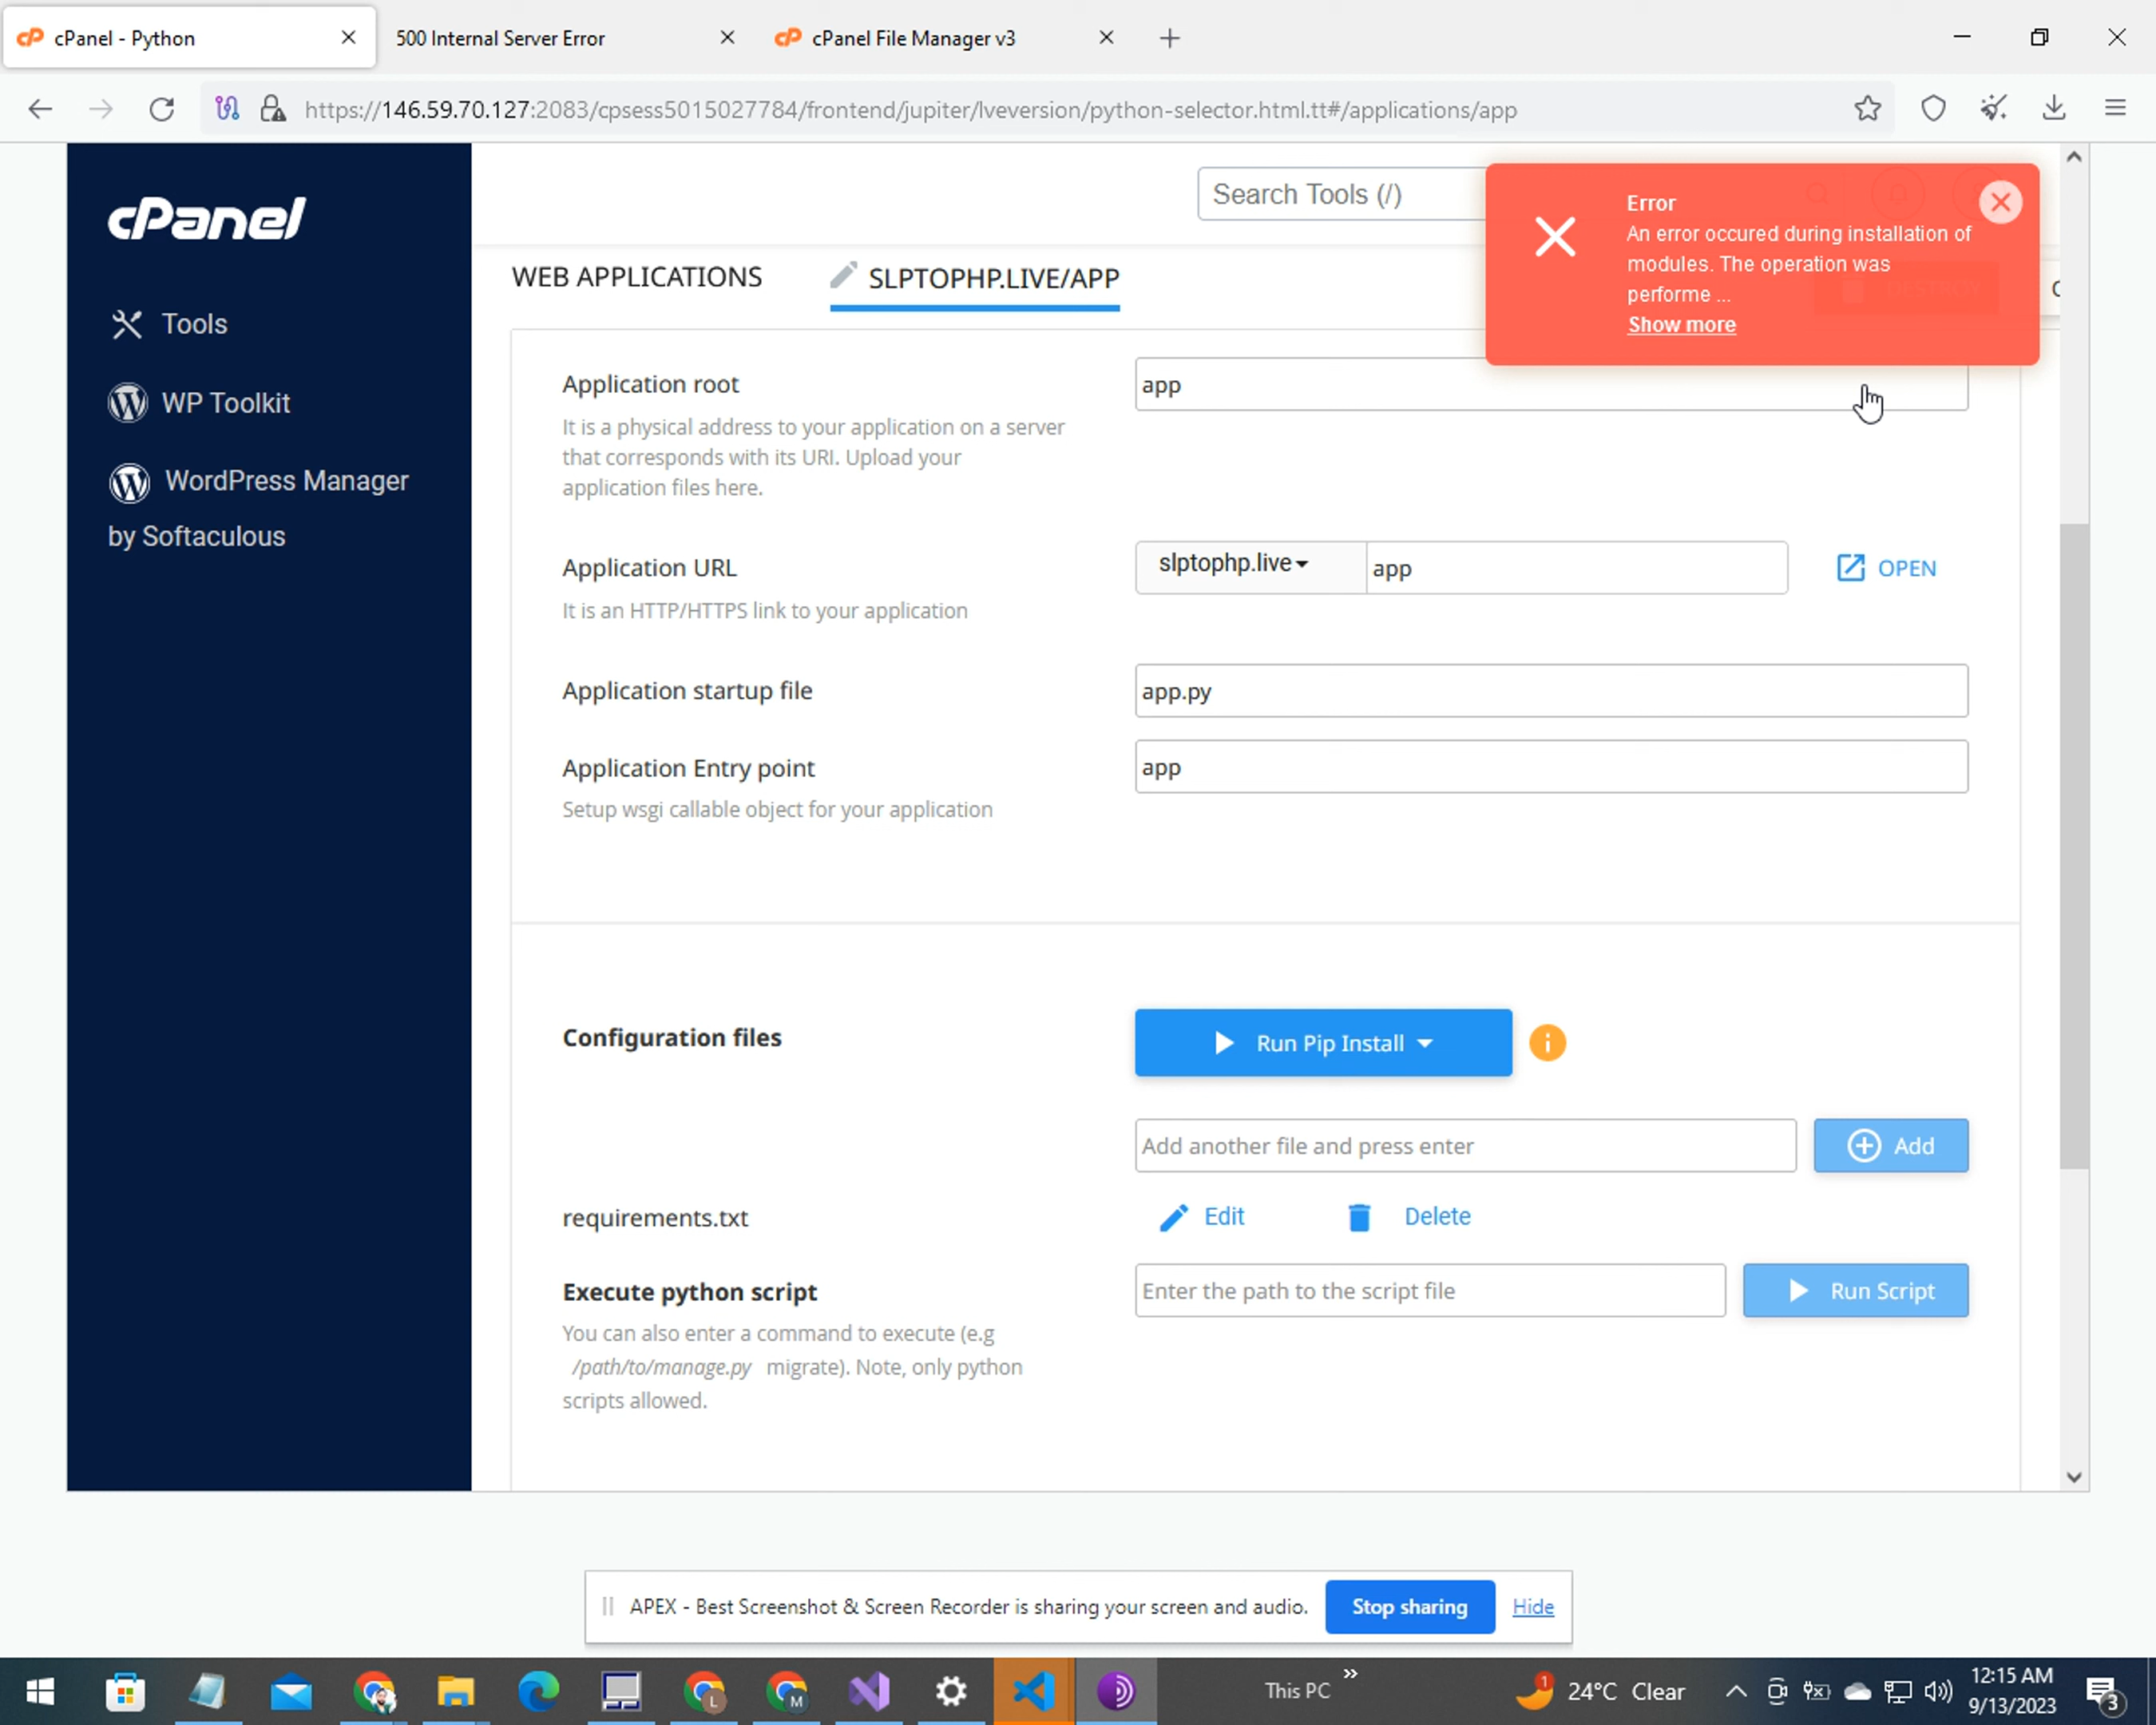 cPanel - Python
500 Internal Server Error
cPanel File Manager v3
https://146.59.70.127:2083/cpsess5015027784/frontend/jupiter/lveversion/python-selector.html.tt#/applications/app
cPanel
Tools
WP Toolkit
WordPress Manager
by Softaculous
Search Tools (/)
Error
An error occured during installation of
modules. The operation was
performe ...
Show more
WEB APPLICATIONS
SLPTOPHP.LIVE/APP
Application root
app
It is a physical address to your application on a server
that corresponds with its URI. Upload your
application files here.
Application URL
slptophp.live
app
OPEN
It is an HTTP/HTTPS link to your application
Application startup file
app.py
Application Entry point
app
Setup wsgi callable object for your application
Configuration files
Run Pip Install
Add another file and press enter
Add
requirements.txt
Edit
Delete
Execute python script
Enter the path to the script file
Run Script
You can also enter a command to execute (e.g
/path/to/manage.py migrate). Note, only python
scripts allowed.
APEX - Best Screenshot & Screen Recorder is sharing your screen and audio.
Stop sharing
Hide
L
M
This PC
1
24°C Clear
12:15 AM
9/13/2023
3